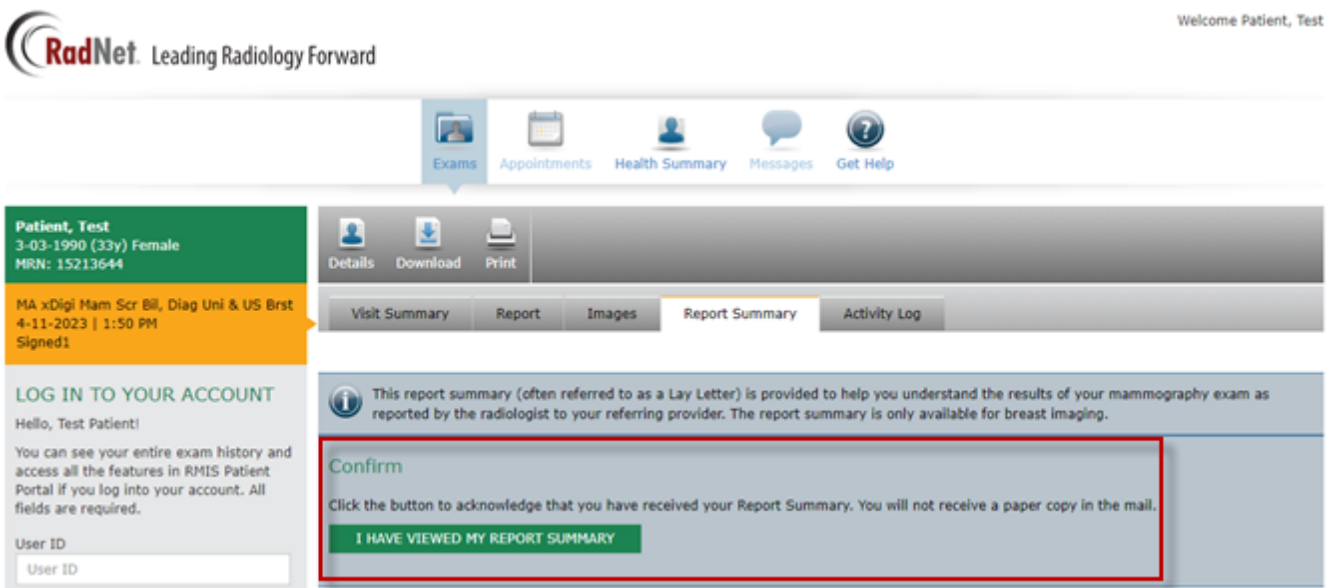 Welcome Patient, Test
RadNet. Leading Radiology Forward
Exams Appointments Health Summary Messages Get Help
Patient, Test
3-03-1990 (33y) Female
MRN: 15213644
MA xDigi Mam Scr Bil, Diag Uni & US Brst
4-11-2023 | 1:50 PM
Signed1
LOG IN TO YOUR ACCOUNT
Hello, Test Patient!
You can see your entire exam history and
access all the features in RMIS Patient
Portal if you log into your account. All
fields are required.
User ID
User ID
Details Download Print
Visit Summary Report Images Report Summary Activity Log
This report summary (often referred to as a Lay Letter) is provided to help you understand the results of your mammography exam as
reported by the radiologist to your referring provider. The report summary is only available for breast imaging.
Confirm
Click the button to acknowledge that you have received your Report Summary. You will not receive a paper copy in the mail.
I HAVE VIEWED MY REPORT SUMMARY